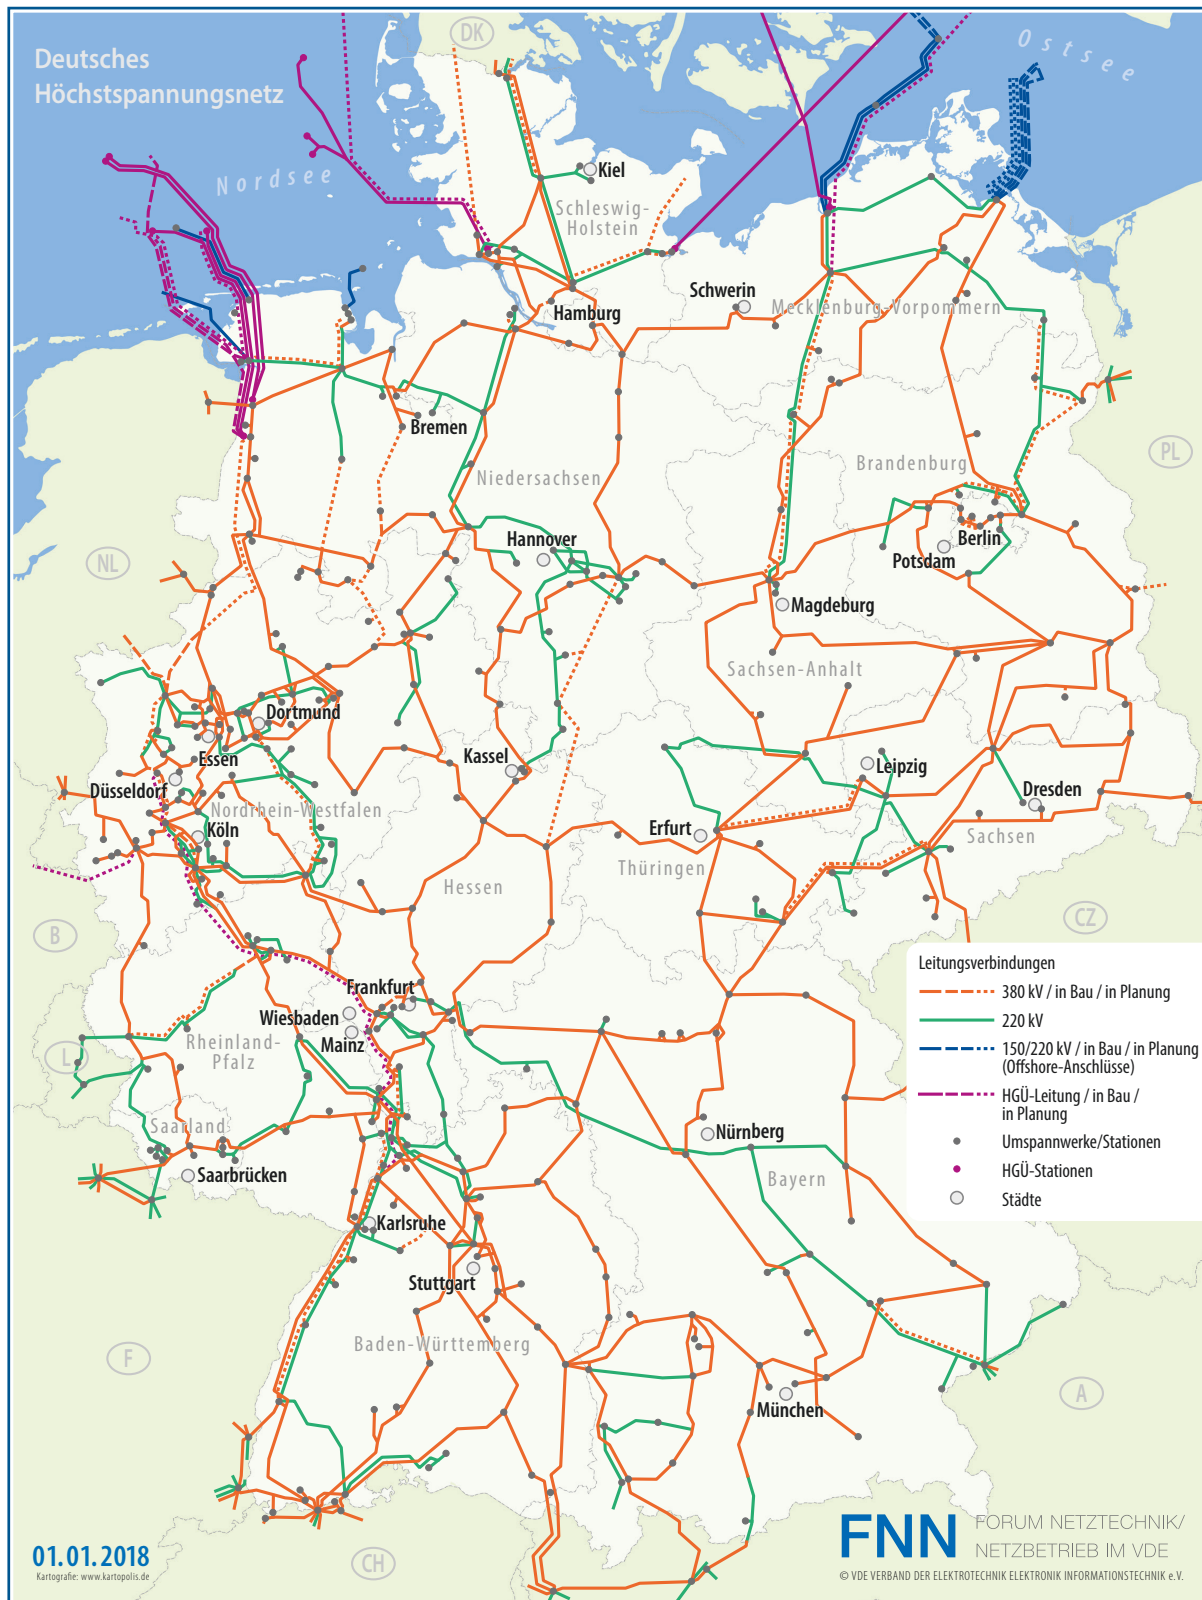 Deutsches
Höchstspannungsnetz
DK
Ostsee
Nordsee
Kiel
Schleswig-
Holstein
Schwerin
Hamburg
Mecklenburg-Vorpommern
Bremen
Niedersachsen
Brandenburg
PL
NL
Hannover
Berlin
Potsdam
Magdeburg
Sachsen-Anhalt
Dortmund
Essen
Kassel
Leipzig
Düsseldorf
Nordrhein-Westfalen
Dresden
Köln
Erfurt
Sachsen
Thüringen
Hessen
B
CZ
Frankfurt
Wiesbaden
Mainz
Rheinland-
Pfalz
L
Saarland
Saarbrücken
Nürnberg
Bayern
Karlsruhe
Stuttgart
Baden-Württemberg
F
München
A
CH
Leitungsverbindungen
380 kV / in Bau / in Planung
220 kV
150/220 kV / in Bau / in Planung
(Offshore-Anschlüsse)
HGÜ-Leitung / in Bau /
in Planung
Umspannwerke/Stationen
HGÜ-Stationen
Städte
01.01.2018
Kartografie: www.kartopolis.de
FNN FORUM NETZTECHNIK/
NETZBETRIEB IM VDE
© VDE VERBAND DER ELEKTROTECHNIK ELEKTRONIK INFORMATIONSTECHNIK e.V.